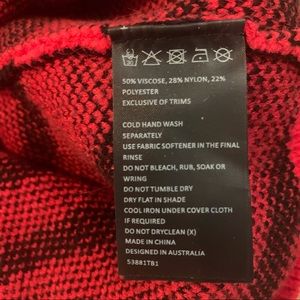 50% VISCOSE, 28% NYLON, 22%
POLYESTER
EXCLUSIVE OF TRIMS
COLD HAND WASH
SEPARATELY
USE FABRIC SOFTENER IN THE FINAL
RINSE
DO NOT BLEACH, RUB, SOAK OR
WRING
DO NOT TUMBLE DRY
DRY FLAT IN SHADE
COOL IRON UNDER COVER CLOTH
IF REQUIRED
DO NOT DRYCLEAN (X)
MADE IN CHINA
DESIGNED IN AUSTRALIA
53881TB1